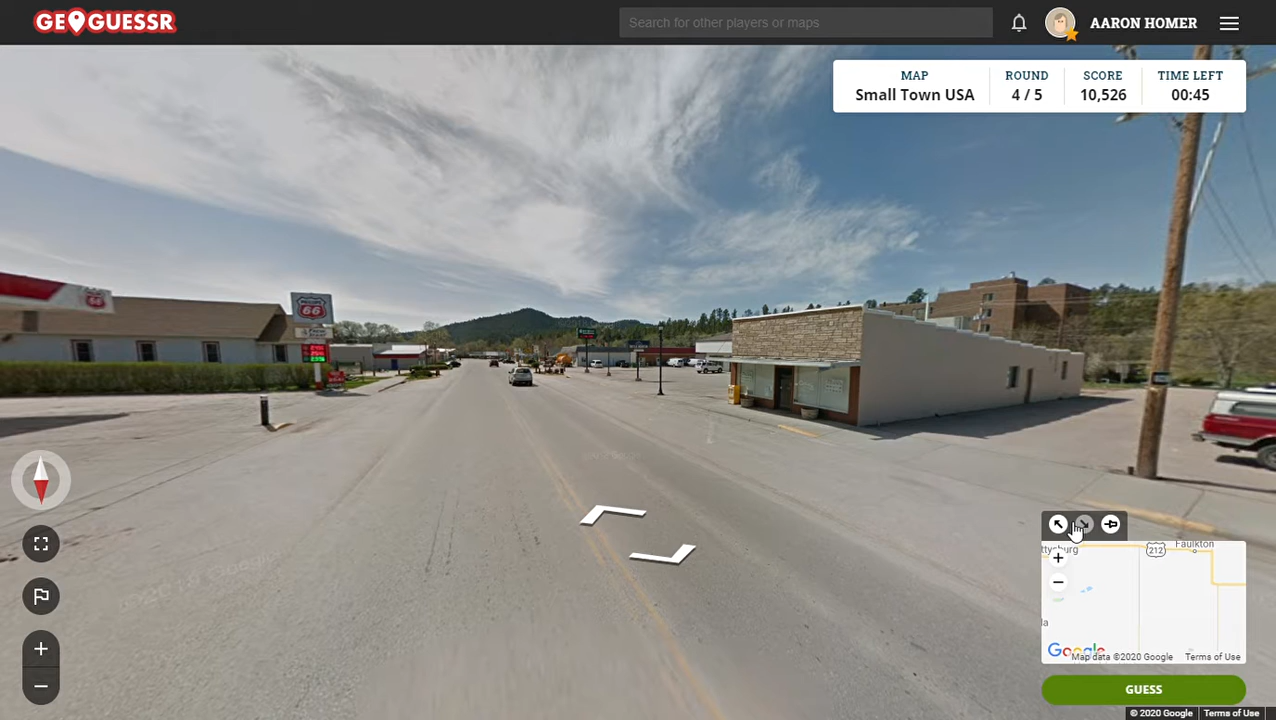 GEOGUESSR
Search for other players or maps
AARON HOMER
MAP
Small Town USA
ROUND
4 / 5
SCORE
10,526
TIME LEFT
00:45
66
66
ttysburg
212
Faulkton
la
Google
Map data ©2020 Google
Terms of Use
GUESS
© 2020 Google
Terms of Use